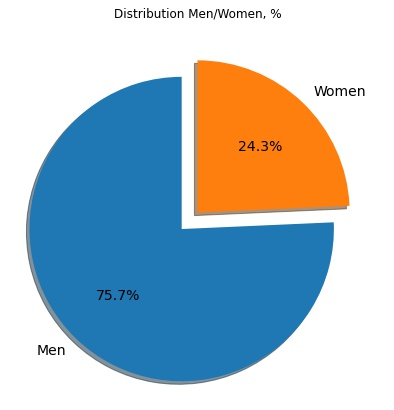 Distribution Men/Women, %
Women
24.3%
75.7%
Men